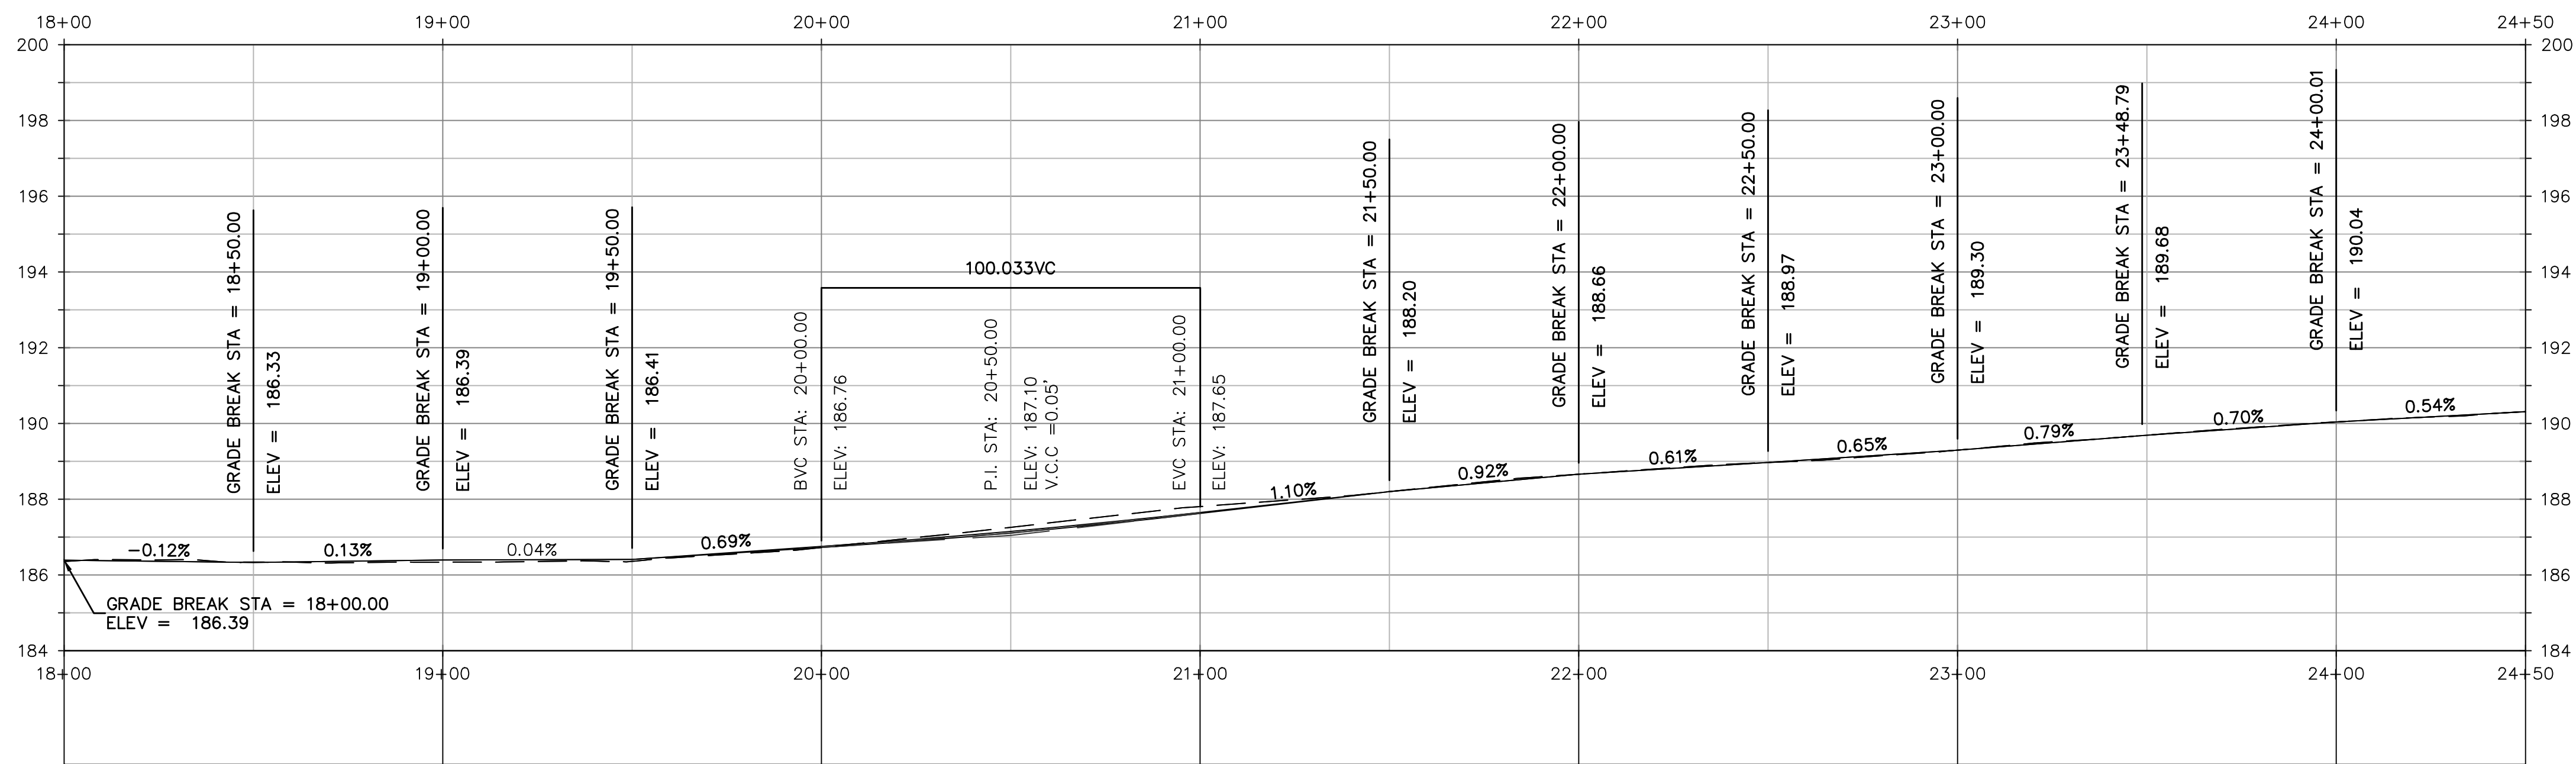 18+00 19+00 20+00 21+00 22+00 23+00 24+00 24+50
200 200
198 198
196 196
194 194
192 192
190 190
188 188
186 186
184 184
GRADE BREAK STA = 18+50.00
ELEV = 186.33
GRADE BREAK STA = 19+00.00
ELEV = 186.39
GRADE BREAK STA = 19+50.00
ELEV = 186.41
100.033VC
BVC STA: 20+00.00
ELEV: 186.76
P.I. STA: 20+50.00
ELEV: 187.10
V.C.C =0.05'
EVC STA: 21+00.00
ELEV: 187.65
GRADE BREAK STA = 21+50.00
ELEV = 188.20
GRADE BREAK STA = 22+00.00
ELEV = 188.66
GRADE BREAK STA = 22+50.00
ELEV = 188.97
GRADE BREAK STA = 23+00.00
ELEV = 189.30
GRADE BREAK STA = 23+48.79
ELEV = 189.68
GRADE BREAK STA = 24+00.01
ELEV = 190.04
-0.12% 0.13% 0.04% 0.69% 1.10% 0.92% 0.61% 0.65% 0.79% 0.70% 0.54%
GRADE BREAK STA = 18+00.00
ELEV = 186.39
18+00 19+00 20+00 21+00 22+00 23+00 24+00 24+50